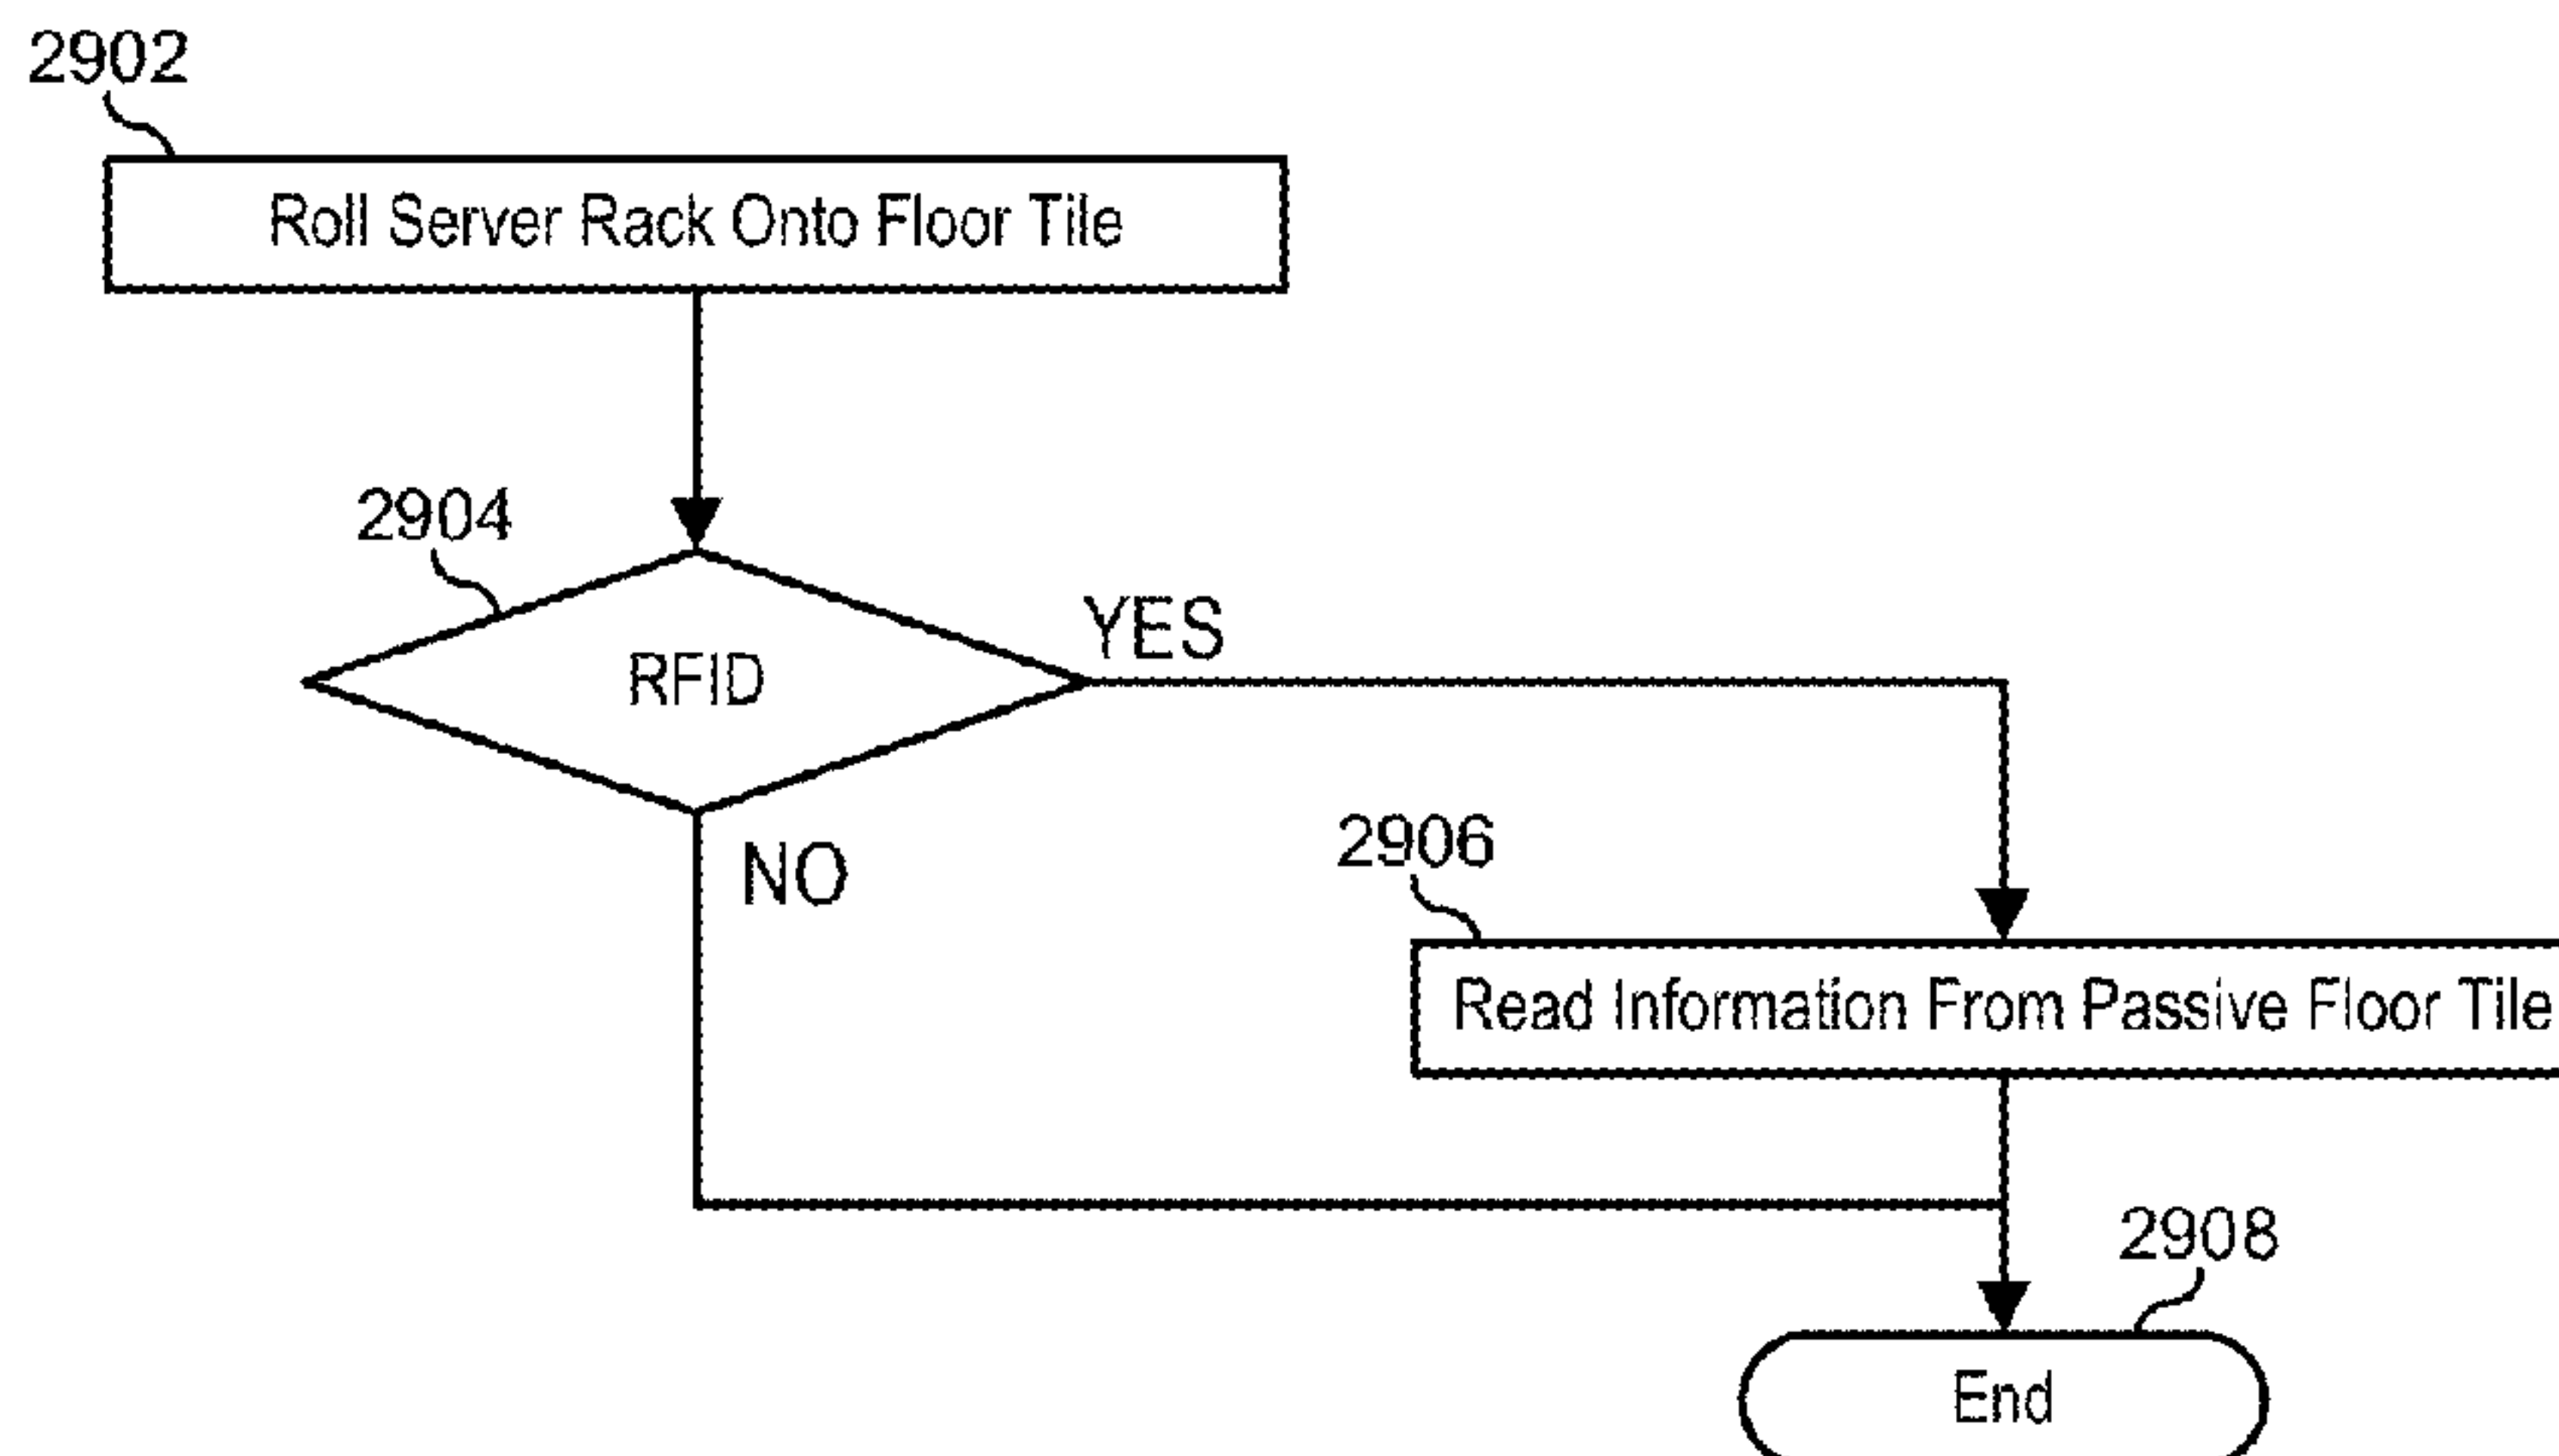 2902
Roll Server Rack Onto Floor Tile
2904
RFID
YES
NO
2906
Read Information From Passive Floor Tile
2908
End